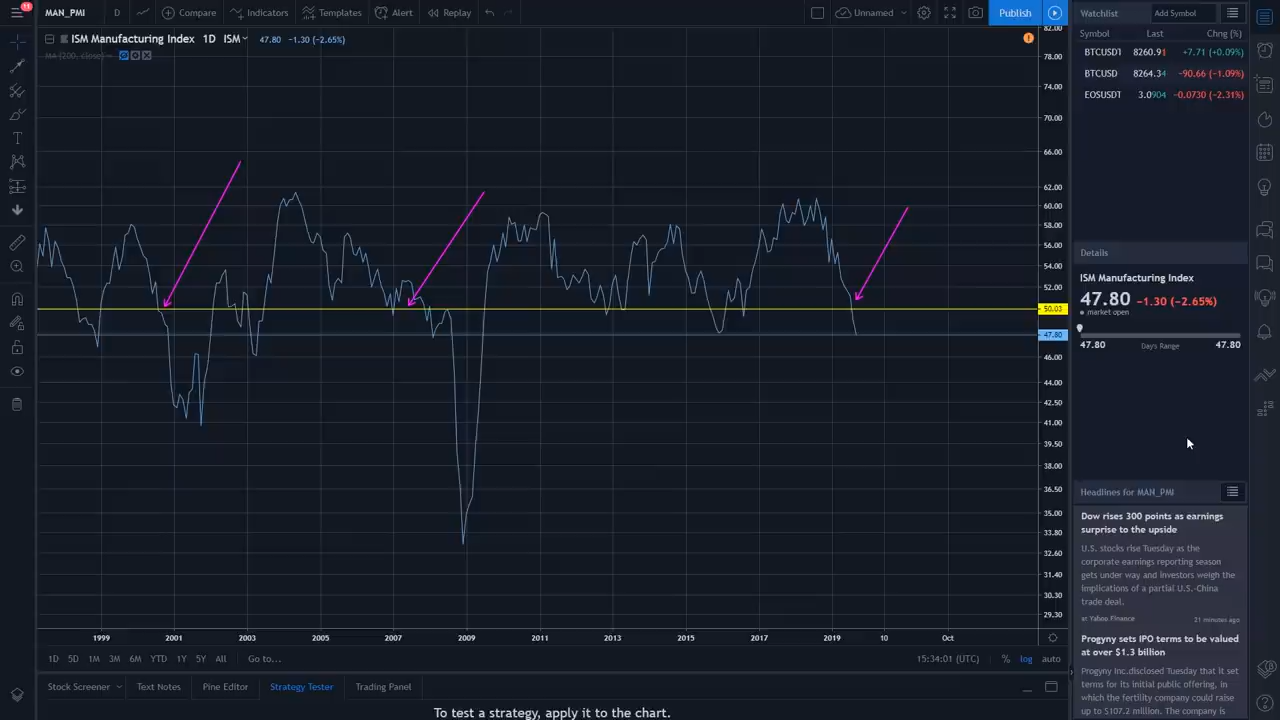 11
MAN_PMI D Compare Indicators Templates Alert Replay Unnamed Publish
ISM Manufacturing Index 1D ISM 47.80 −1.30 (−2.65%)
MA (200, close)
82.00
78.00
74.00
70.00
66.00
62.00
60.00
58.00
56.00
54.00
52.00
50.03
47.80
46.00
44.00
42.50
41.00
39.50
38.00
36.50
35.00
33.80
32.60
31.40
30.30
29.30
1999 2001 2003 2005 2007 2009 2011 2013 2015 2017 2019 10 Oct
1D 5D 1M 3M 6M YTD 1Y 5Y All Go to... 15:34:01 (UTC) % log auto
Stock Screener Text Notes Pine Editor Strategy Tester Trading Panel
To test a strategy, apply it to the chart.
Watchlist Add Symbol
Symbol Last Chng (%)
BTCUSDT 8260.91 +7.71 (+0.09%)
BTCUSD 8264.34 −90.66 (−1.09%)
EOSUSDT 3.0904 −0.0730 (−2.31%)
Details
ISM Manufacturing Index
47.80 −1.30 (−2.65%)
market open
47.80 Day's Range 47.80
Headlines for MAN_PMI
Dow rises 300 points as earnings
surprise to the upside
U.S. stocks rise Tuesday as the
corporate earnings reporting season
gets under way and investors weigh the
implications of a partial U.S.-China
trade deal.
at Yahoo Finance 21 minutes ago
Progyny sets IPO terms to be valued
at over $1.3 billion
Progyny Inc.disclosed Tuesday that it set
terms for its initial public offering, in
which the fertility company could raise
up to $107.2 million. The company is